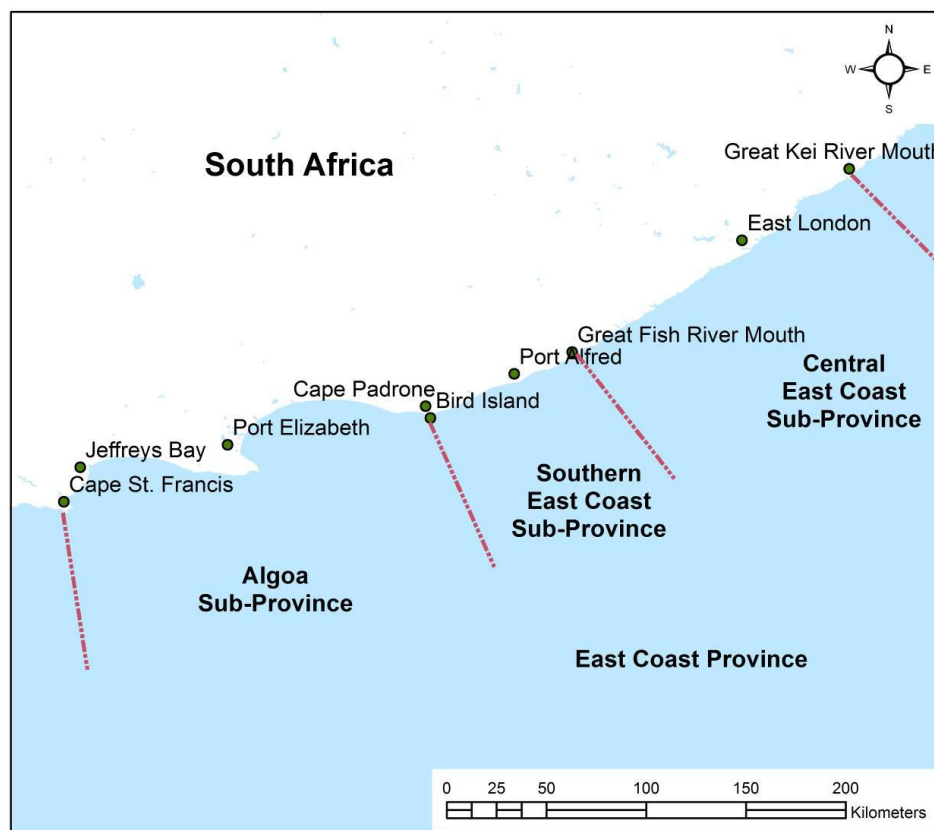 N
W E
S
South Africa
Great Kei River Mouth
East London
Great Fish River Mouth
Port Alfred
Central
East Coast
Sub-Province
Cape Padrone
Bird Island
Port Elizabeth
Jeffreys Bay
Cape St. Francis
Southern
East Coast
Sub-Province
Algoa
Sub-Province
East Coast Province
0 25 50 100 150 200
Kilometers